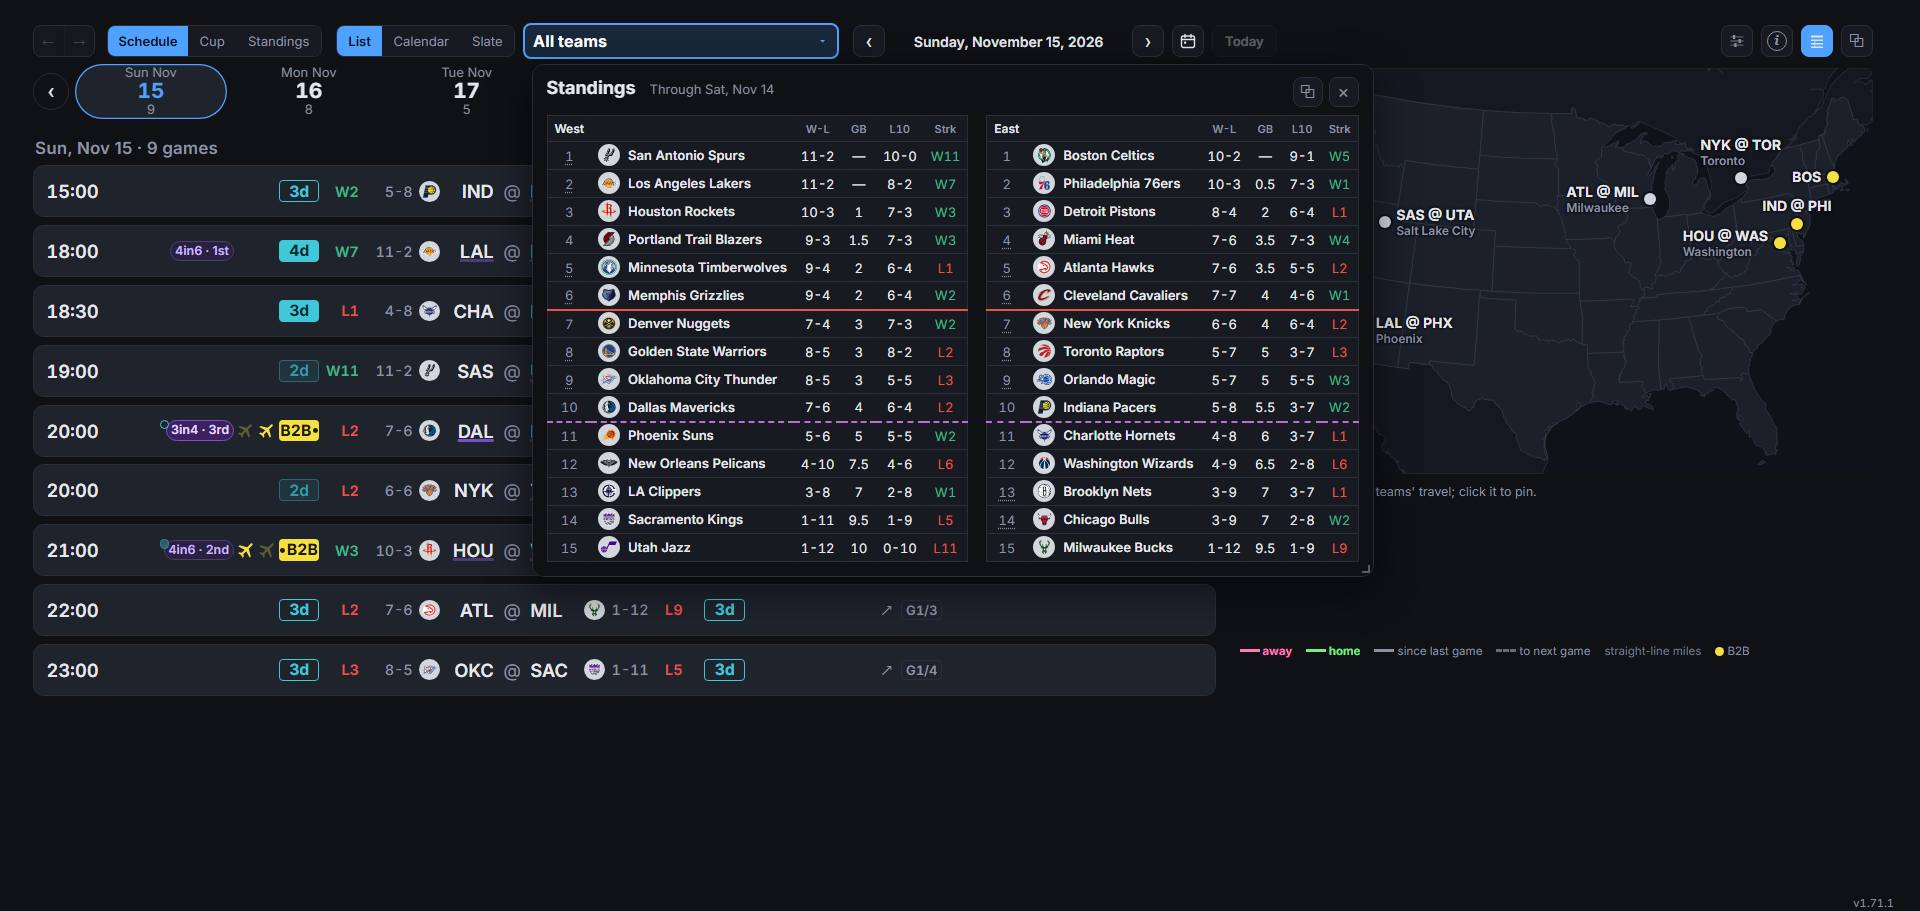 Schedule Cup Standings List Calendar Slate All teams Sunday, November 15, 2026 Today
Sun Nov
15
9
Mon Nov
16
8
Tue Nov
17
5
Sun, Nov 15 · 9 games
15:00 3d W2 5-8 IND @
18:00 4in6 · 1st 4d W7 11-2 LAL @
18:30 3d L1 4-8 CHA @
19:00 2d W11 11-2 SAS @
20:00 3in4 · 3rd B2B• L2 7-6 DAL @
20:00 2d L2 6-6 NYK @
21:00 4in6 · 2nd •B2B W3 10-3 HOU @
22:00 3d L2 7-6 ATL @ MIL 1-12 L9 3d ↗ G1/3
23:00 3d L3 8-5 OKC @ SAC 1-11 L5 3d ↗ G1/4
Standings Through Sat, Nov 14
West W-L GB L10 Strk
1 San Antonio Spurs 11-2 — 10-0 W11
2 Los Angeles Lakers 11-2 — 8-2 W7
3 Houston Rockets 10-3 1 7-3 W3
4 Portland Trail Blazers 9-3 1.5 7-3 W3
5 Minnesota Timberwolves 9-4 2 6-4 L1
6 Memphis Grizzlies 9-4 2 6-4 W2
7 Denver Nuggets 7-4 3 7-3 W2
8 Golden State Warriors 8-5 3 8-2 L2
9 Oklahoma City Thunder 8-5 3 5-5 L3
10 Dallas Mavericks 7-6 4 6-4 L2
11 Phoenix Suns 5-6 5 5-5 W2
12 New Orleans Pelicans 4-10 7.5 4-6 L6
13 LA Clippers 3-8 7 2-8 W1
14 Sacramento Kings 1-11 9.5 1-9 L5
15 Utah Jazz 1-12 10 0-10 L11
East W-L GB L10 Strk
1 Boston Celtics 10-2 — 9-1 W5
2 Philadelphia 76ers 10-3 0.5 7-3 W1
3 Detroit Pistons 8-4 2 6-4 L1
4 Miami Heat 7-6 3.5 7-3 W4
5 Atlanta Hawks 7-6 3.5 5-5 L2
6 Cleveland Cavaliers 7-7 4 4-6 W1
7 New York Knicks 6-6 4 6-4 L2
8 Toronto Raptors 5-7 5 3-7 L3
9 Orlando Magic 5-7 5 5-5 W3
10 Indiana Pacers 5-8 5.5 3-7 W2
11 Charlotte Hornets 4-8 6 3-7 L1
12 Washington Wizards 4-9 6.5 2-8 L6
13 Brooklyn Nets 3-9 7 3-7 L1
14 Chicago Bulls 3-9 7 2-8 W2
15 Milwaukee Bucks 1-12 9.5 1-9 L9
NYK @ TOR
Toronto
BOS
ATL @ MIL
Milwaukee
IND @ PHI
SAS @ UTA
Salt Lake City
HOU @ WAS
Washington
LAL @ PHX
Phoenix
teams' travel; click it to pin.
away home since last game to next game straight-line miles B2B
v1.71.1